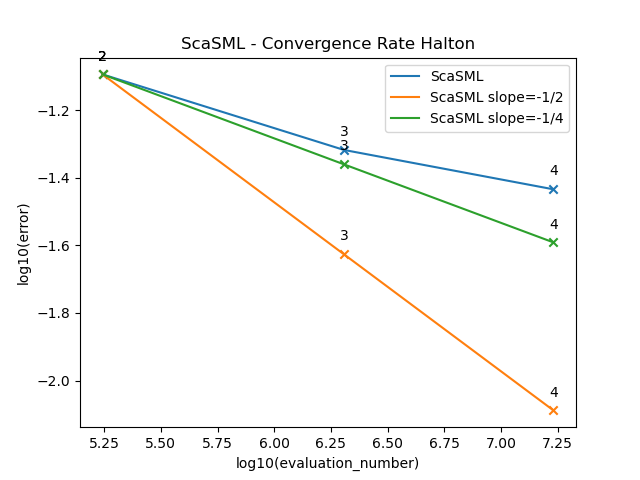 ScaSML - Convergence Rate Halton
ScaSML
ScaSML slope=-1/2
ScaSML slope=-1/4
2
3
3
3
4
4
4
−1.2
−1.4
−1.6
−1.8
−2.0
log10(error)
5.25 5.50 5.75 6.00 6.25 6.50 6.75 7.00 7.25
log10(evaluation_number)